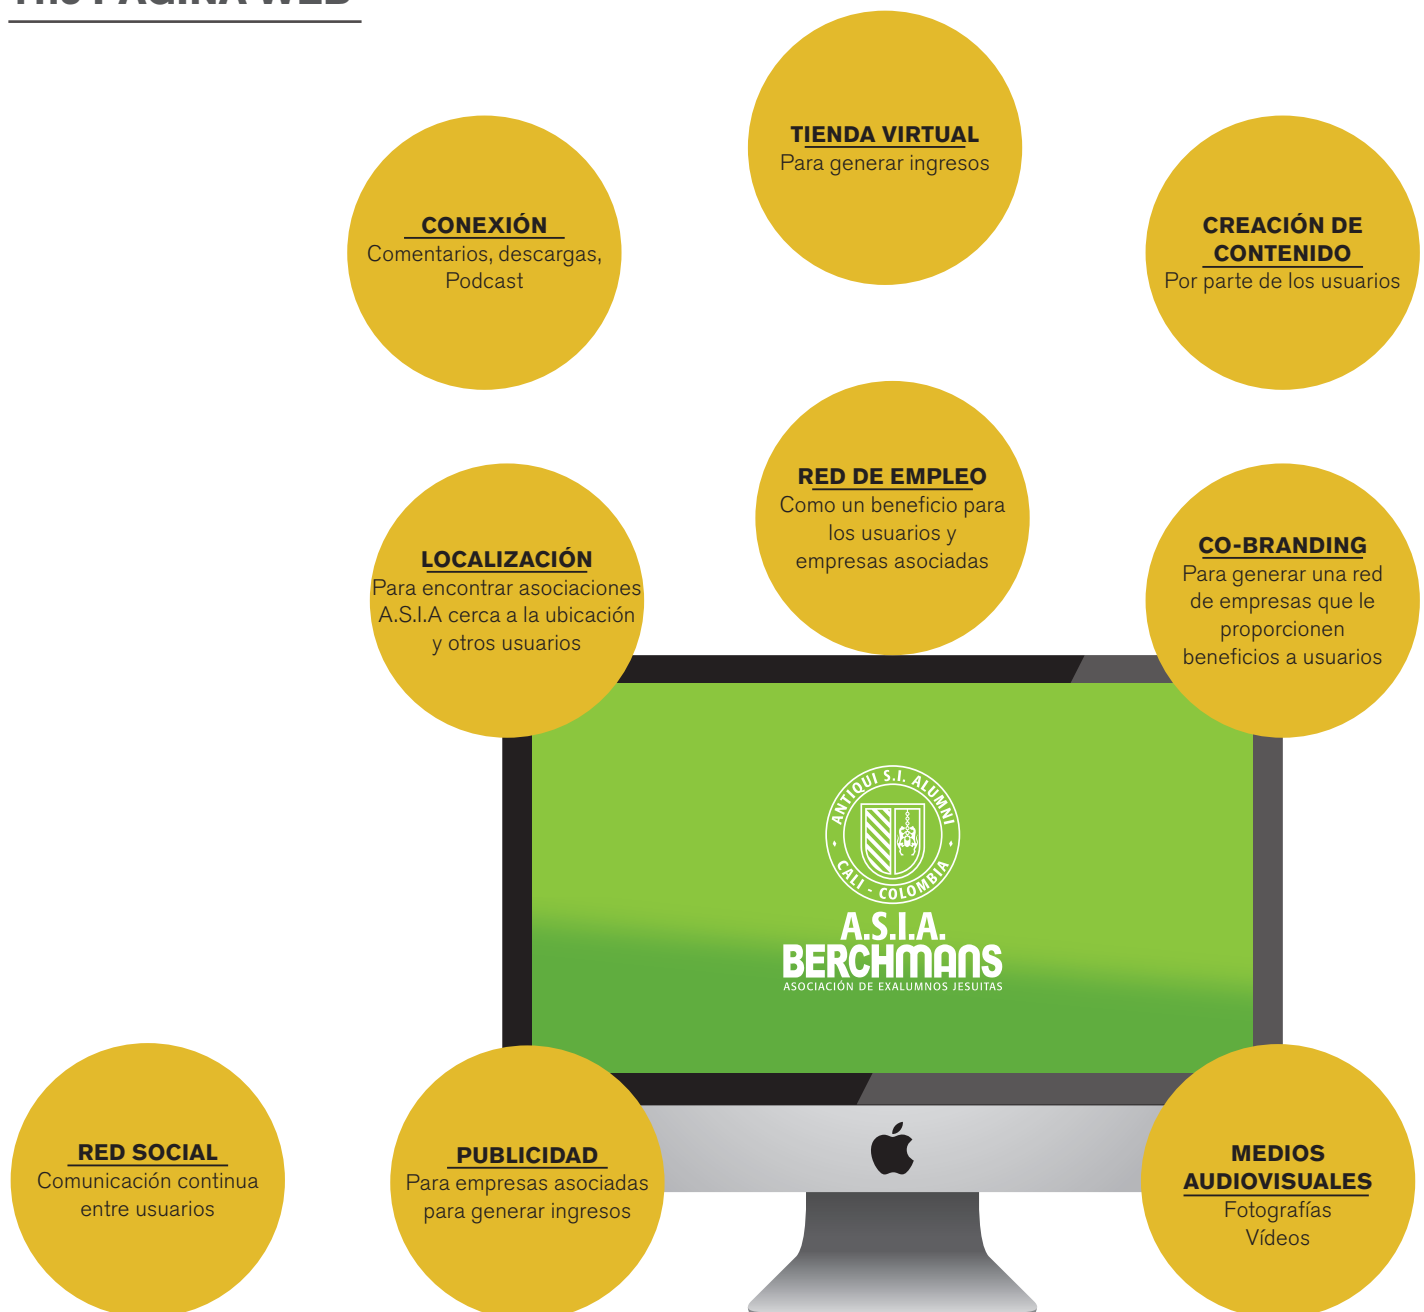 PÁGINA WEB
TIENDA VIRTUAL
Para generar ingresos
CONEXIÓN
Comentarios, descargas,
Podcast
CREACIÓN DE
CONTENIDO
Por parte de los usuarios
RED DE EMPLEO
Como un beneficio para
los usuarios y
empresas asociadas
LOCALIZACIÓN
Para encontrar asociaciones
A.S.I.A cerca a la ubicación
y otros usuarios
CO-BRANDING
Para generar una red
de empresas que le
proporcionen
beneficios a usuarios
ANTIQUI S.I. ALUMNI
CALI - COLOMBIA
A.S.I.A.
BERCHMANS
ASOCIACIÓN DE EXALUMNOS JESUITAS
RED SOCIAL
Comunicación continua
entre usuarios
PUBLICIDAD
Para empresas asociadas
para generar ingresos
MEDIOS
AUDIOVISUALES
Fotografías
Vídeos